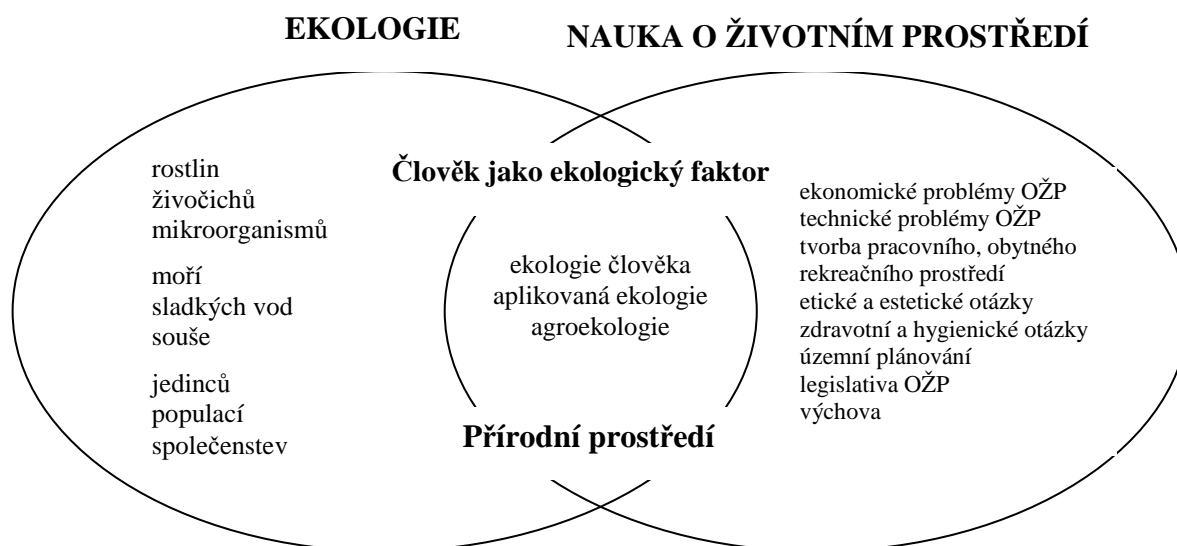 EKOLOGIE
NAUKA O ŽIVOTNÍM PROSTŘEDÍ
rostlin
živočichů
mikroorganismů
moří
sladkých vod
souše
jedinců
populací
společenstev
Člověk jako ekologický faktor
ekologie člověka
aplikovaná ekologie
agroekologie
Přírodní prostředí
ekonomické problémy OŽP
technické problémy OŽP
tvorba pracovního, obytného
rekreačního prostředí
etické a estetické otázky
zdravotní a hygienické otázky
územní plánování
legislativa OŽP
výchova